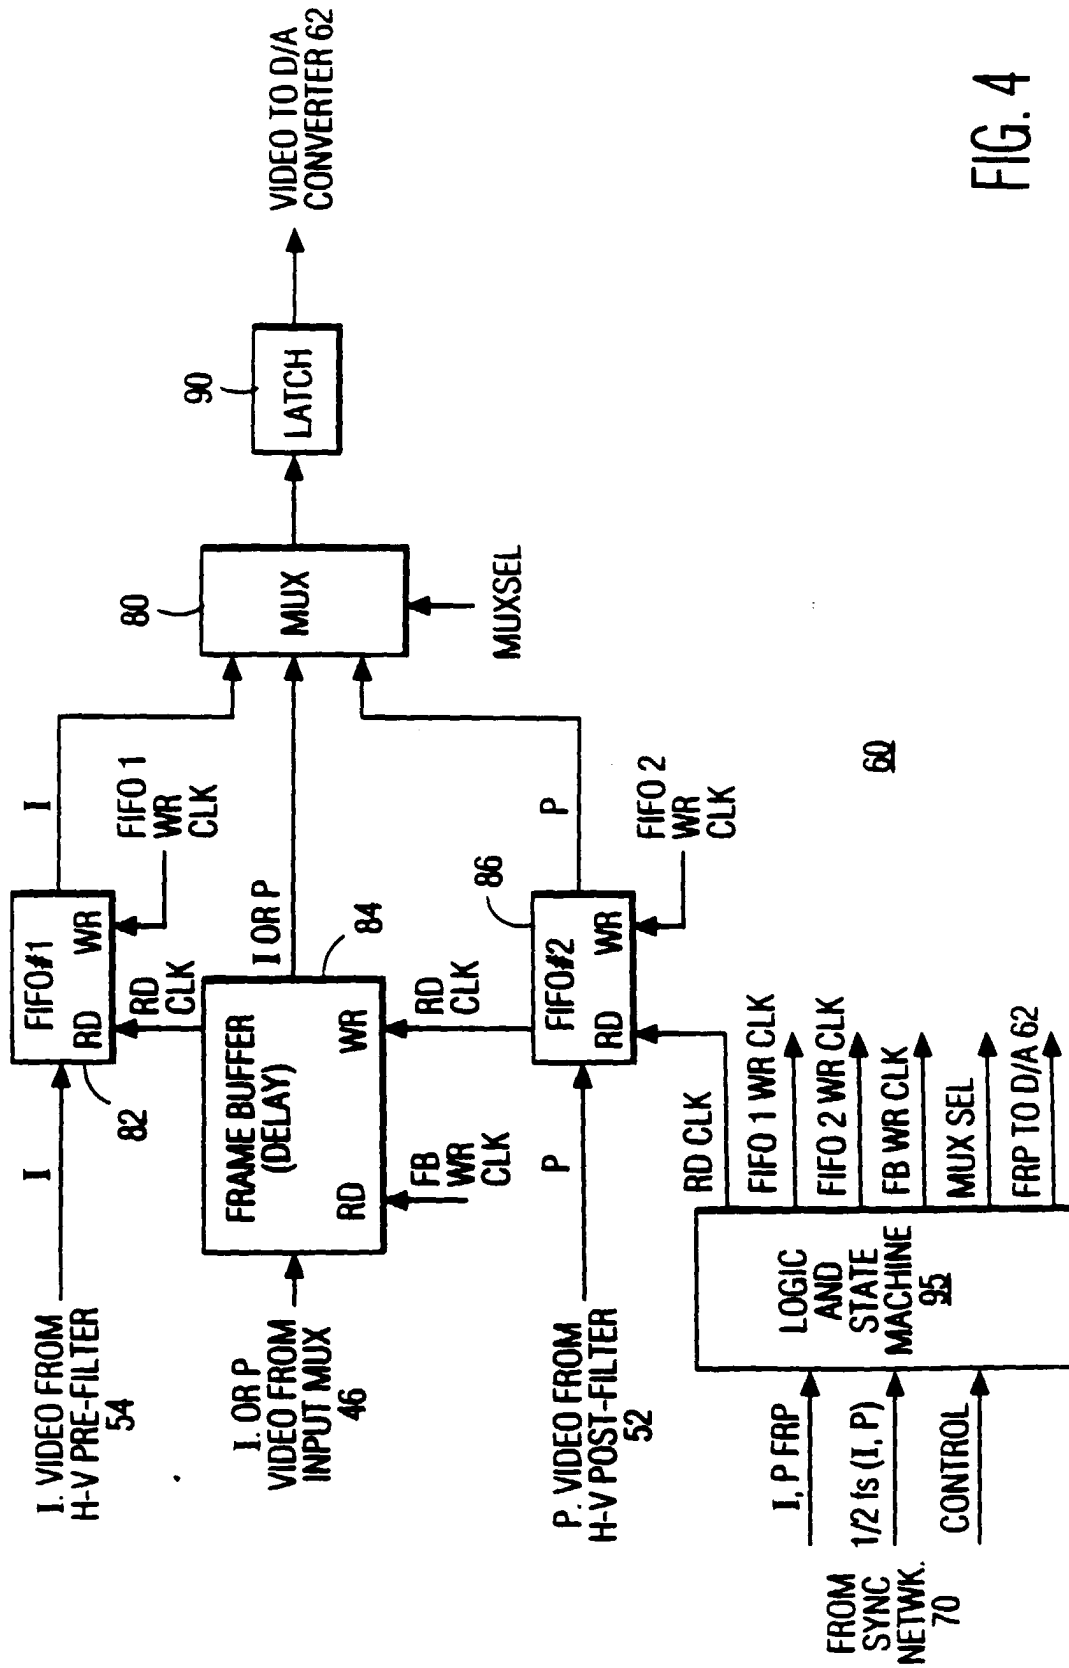 I. VIDEO FROM
H-V PRE-FILTER
54
I
82
FIFO#1
RD
WR
RD
CLK
FIFO 1
WR
CLK
I
I. OR P
VIDEO FROM
INPUT MUX
46
FRAME BUFFER
(DELAY)
RD
WR
FB
WR
CLK
84
I OR P
RD
CLK
P. VIDEO FROM
H-V POST-FILTER
52
P
86
FIFO#2
RD
WR
FIFO 2
WR
CLK
P
80
MUX
MUXSEL
90
LATCH
VIDEO TO D/A
CONVERTER 62
FROM
SYNC
NETWK.
70
I, P FRP
1/2 fs (I, P)
CONTROL
LOGIC
AND
STATE
MACHINE
95
RD CLK
FIFO 1 WR CLK
FIFO 2 WR CLK
FB WR CLK
MUX SEL
FRP TO D/A 62
60
FIG. 4